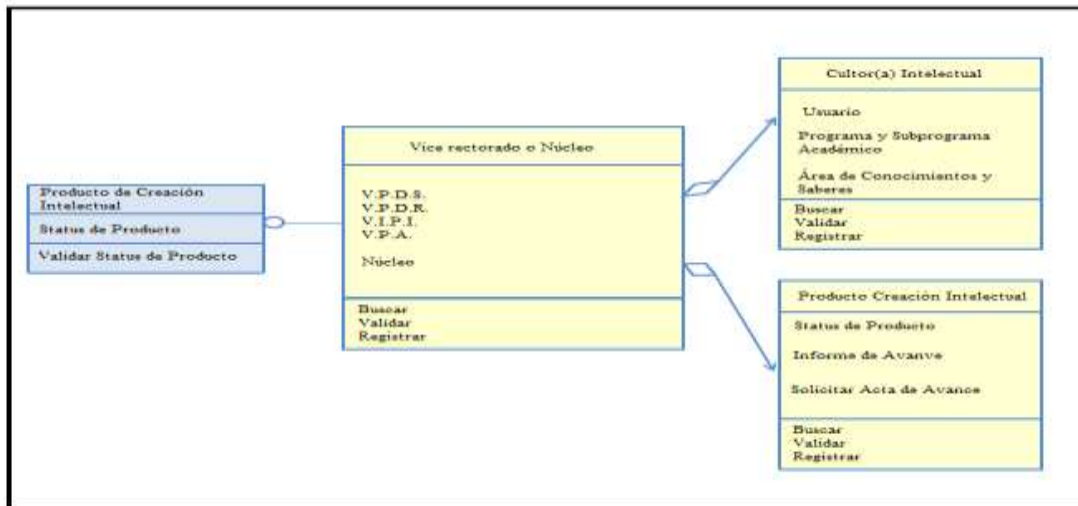 Producto de Creación
Intelectual
Status de Producto
Validar Status de Producto
Vice rectorado o Núcleo
V.P.D.S.
V.P.D.R.
V.I.P.I.
V.P.A.
Núcleo
Buscar
Validar
Registrar
Cultor(a) Intelectual
Usuario
Programa y Subprograma
Académico
Área de Conocimientos y
Saberes
Buscar
Validar
Registrar
Producto Creación Intelectual
Status de Producto
Informe de Avanve
Solicitar Acta de Avance
Buscar
Validar
Registrar